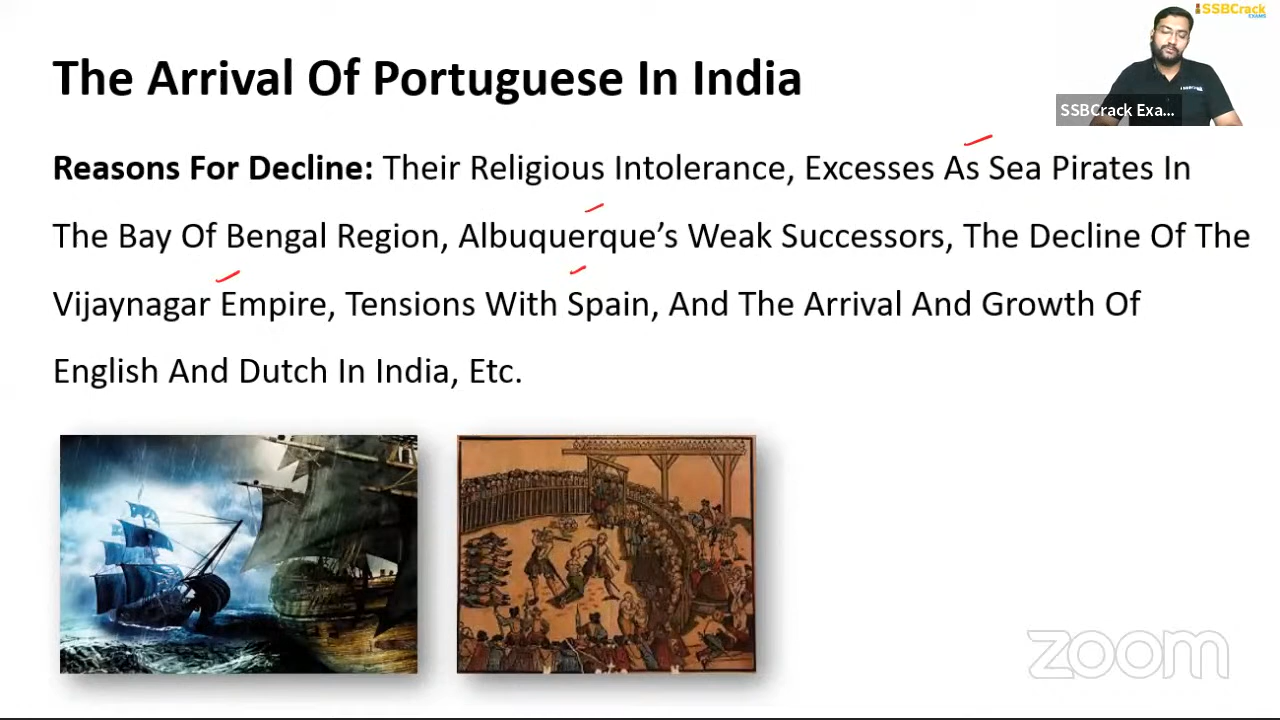 SSBCrack
EXAMS
The Arrival Of Portuguese In India
SSBCrack Exa...
Reasons For Decline: Their Religious Intolerance, Excesses As Sea Pirates In
The Bay Of Bengal Region, Albuquerque's Weak Successors, The Decline Of The
Vijaynagar Empire, Tensions With Spain, And The Arrival And Growth Of
English And Dutch In India, Etc.
zoom